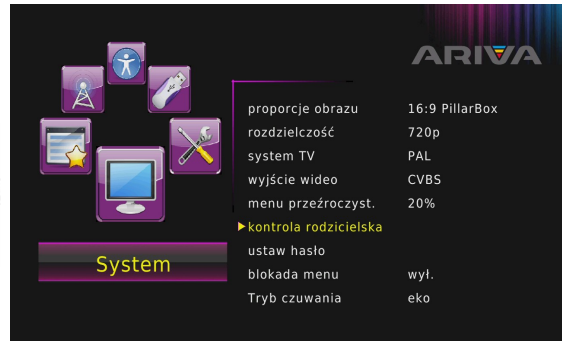 ARIVA
proporcje obrazu 16:9 PillarBox
rozdzielczość 720p
system TV PAL
wyjście wideo CVBS
menu przeźroczyst. 20%
kontrola rodzicielska
ustaw hasło
blokada menu wył.
Tryb czuwania eko
System